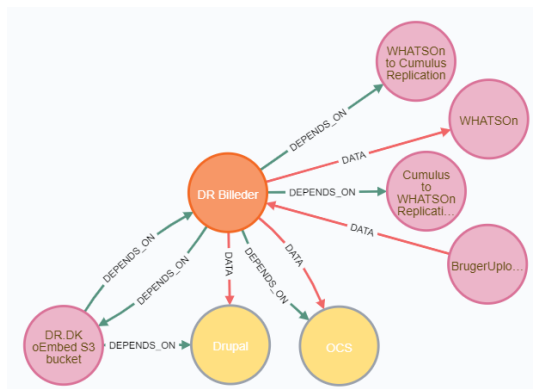 WHATSOn
to Cumulus
Replication
DEPENDS_ON
WHATSOn
DATA
DR Billeder
DEPENDS_ON
Cumulus
to
WHATSOn
Replicati...
DATA
BrugerUplo...
DEPENDS_ON
DEPENDS_ON
DATA
DEPENDS_ON
DATA
DR.DK
oEmbed S3
bucket
DEPENDS_ON
Drupal
OCS